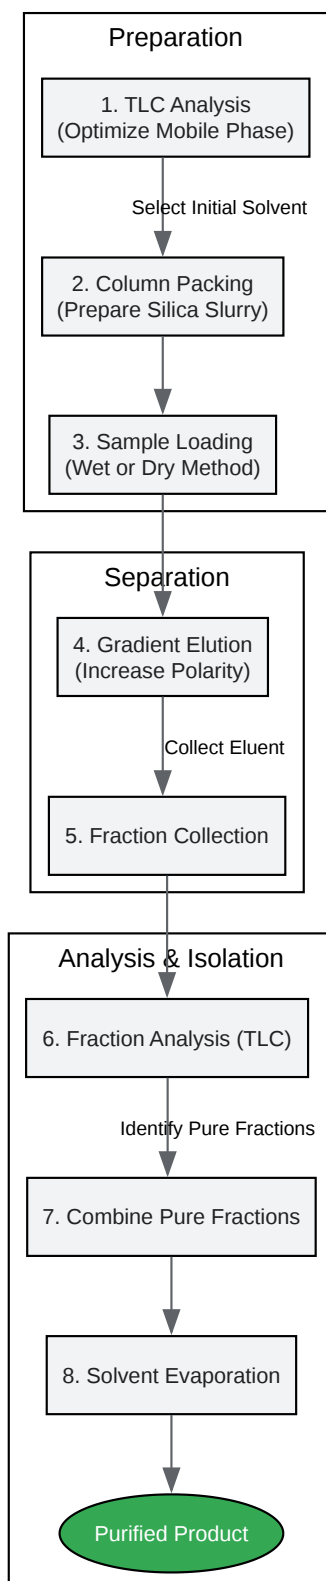 Preparation
1. TLC Analysis
(Optimize Mobile Phase)
Select Initial Solvent
2. Column Packing
(Prepare Silica Slurry)
3. Sample Loading
(Wet or Dry Method)
Separation
4. Gradient Elution
(Increase Polarity)
Collect Eluent
5. Fraction Collection
Analysis & Isolation
6. Fraction Analysis (TLC)
Identify Pure Fractions
7. Combine Pure Fractions
8. Solvent Evaporation
Purified Product